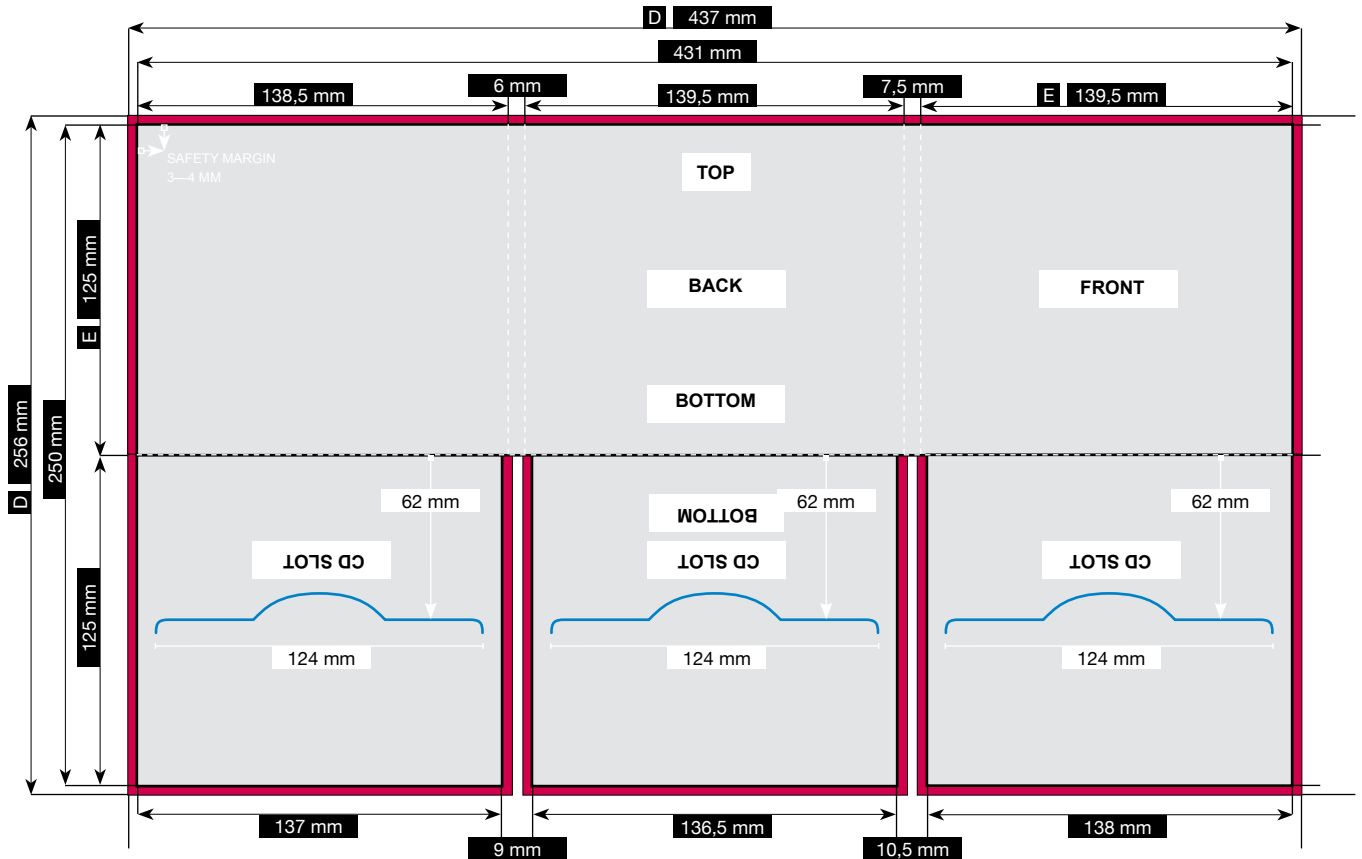 D 437 mm
431 mm
138,5 mm
6 mm
139,5 mm
7,5 mm
E 139,5 mm
SAFETY MARGIN
3—4 MM
TOP
125 mm
E
BACK
FRONT
BOTTOM
256 mm
D
250 mm
62 mm
62 mm
62 mm
BOTTOM
CD SLOT
CD SLOT
CD SLOT
125 mm
124 mm
124 mm
124 mm
137 mm
9 mm
136,5 mm
10,5 mm
138 mm